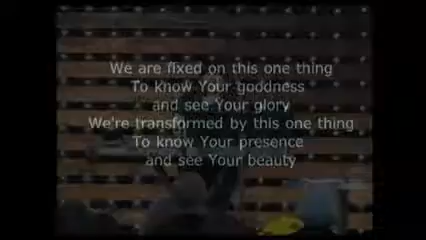 We are fixed on this one thing
To know Your goodness
and see Your glory
We're transformed by this one thing
To know Your presence
and see Your beauty